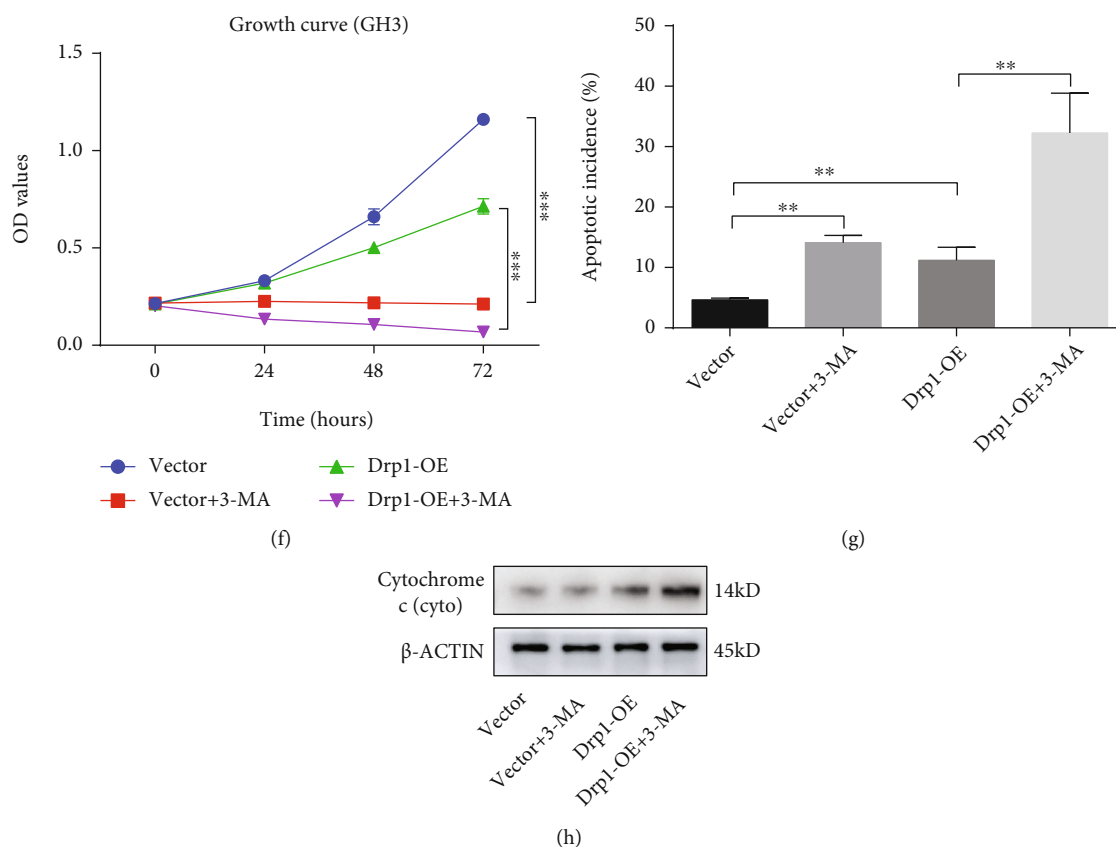 Growth curve (GH3)
1.5
1.0
0.5
0.0
OD values
0 24 48 72
Time (hours)
***
***
Vector
Drp1-OE
Vector+3-MA
Drp1-OE+3-MA
(f)
50
40
30
20
10
0
Apoptotic incidence (%)
**
**
**
Vector
Vector+3-MA
Drp1-OE
Drp1-OE+3-MA
(g)
Cytochrome
c (cyto)
14kD
β-ACTIN
45kD
Vector
Vector+3-MA
Drp1-OE
Drp1-OE+3-MA
(h)